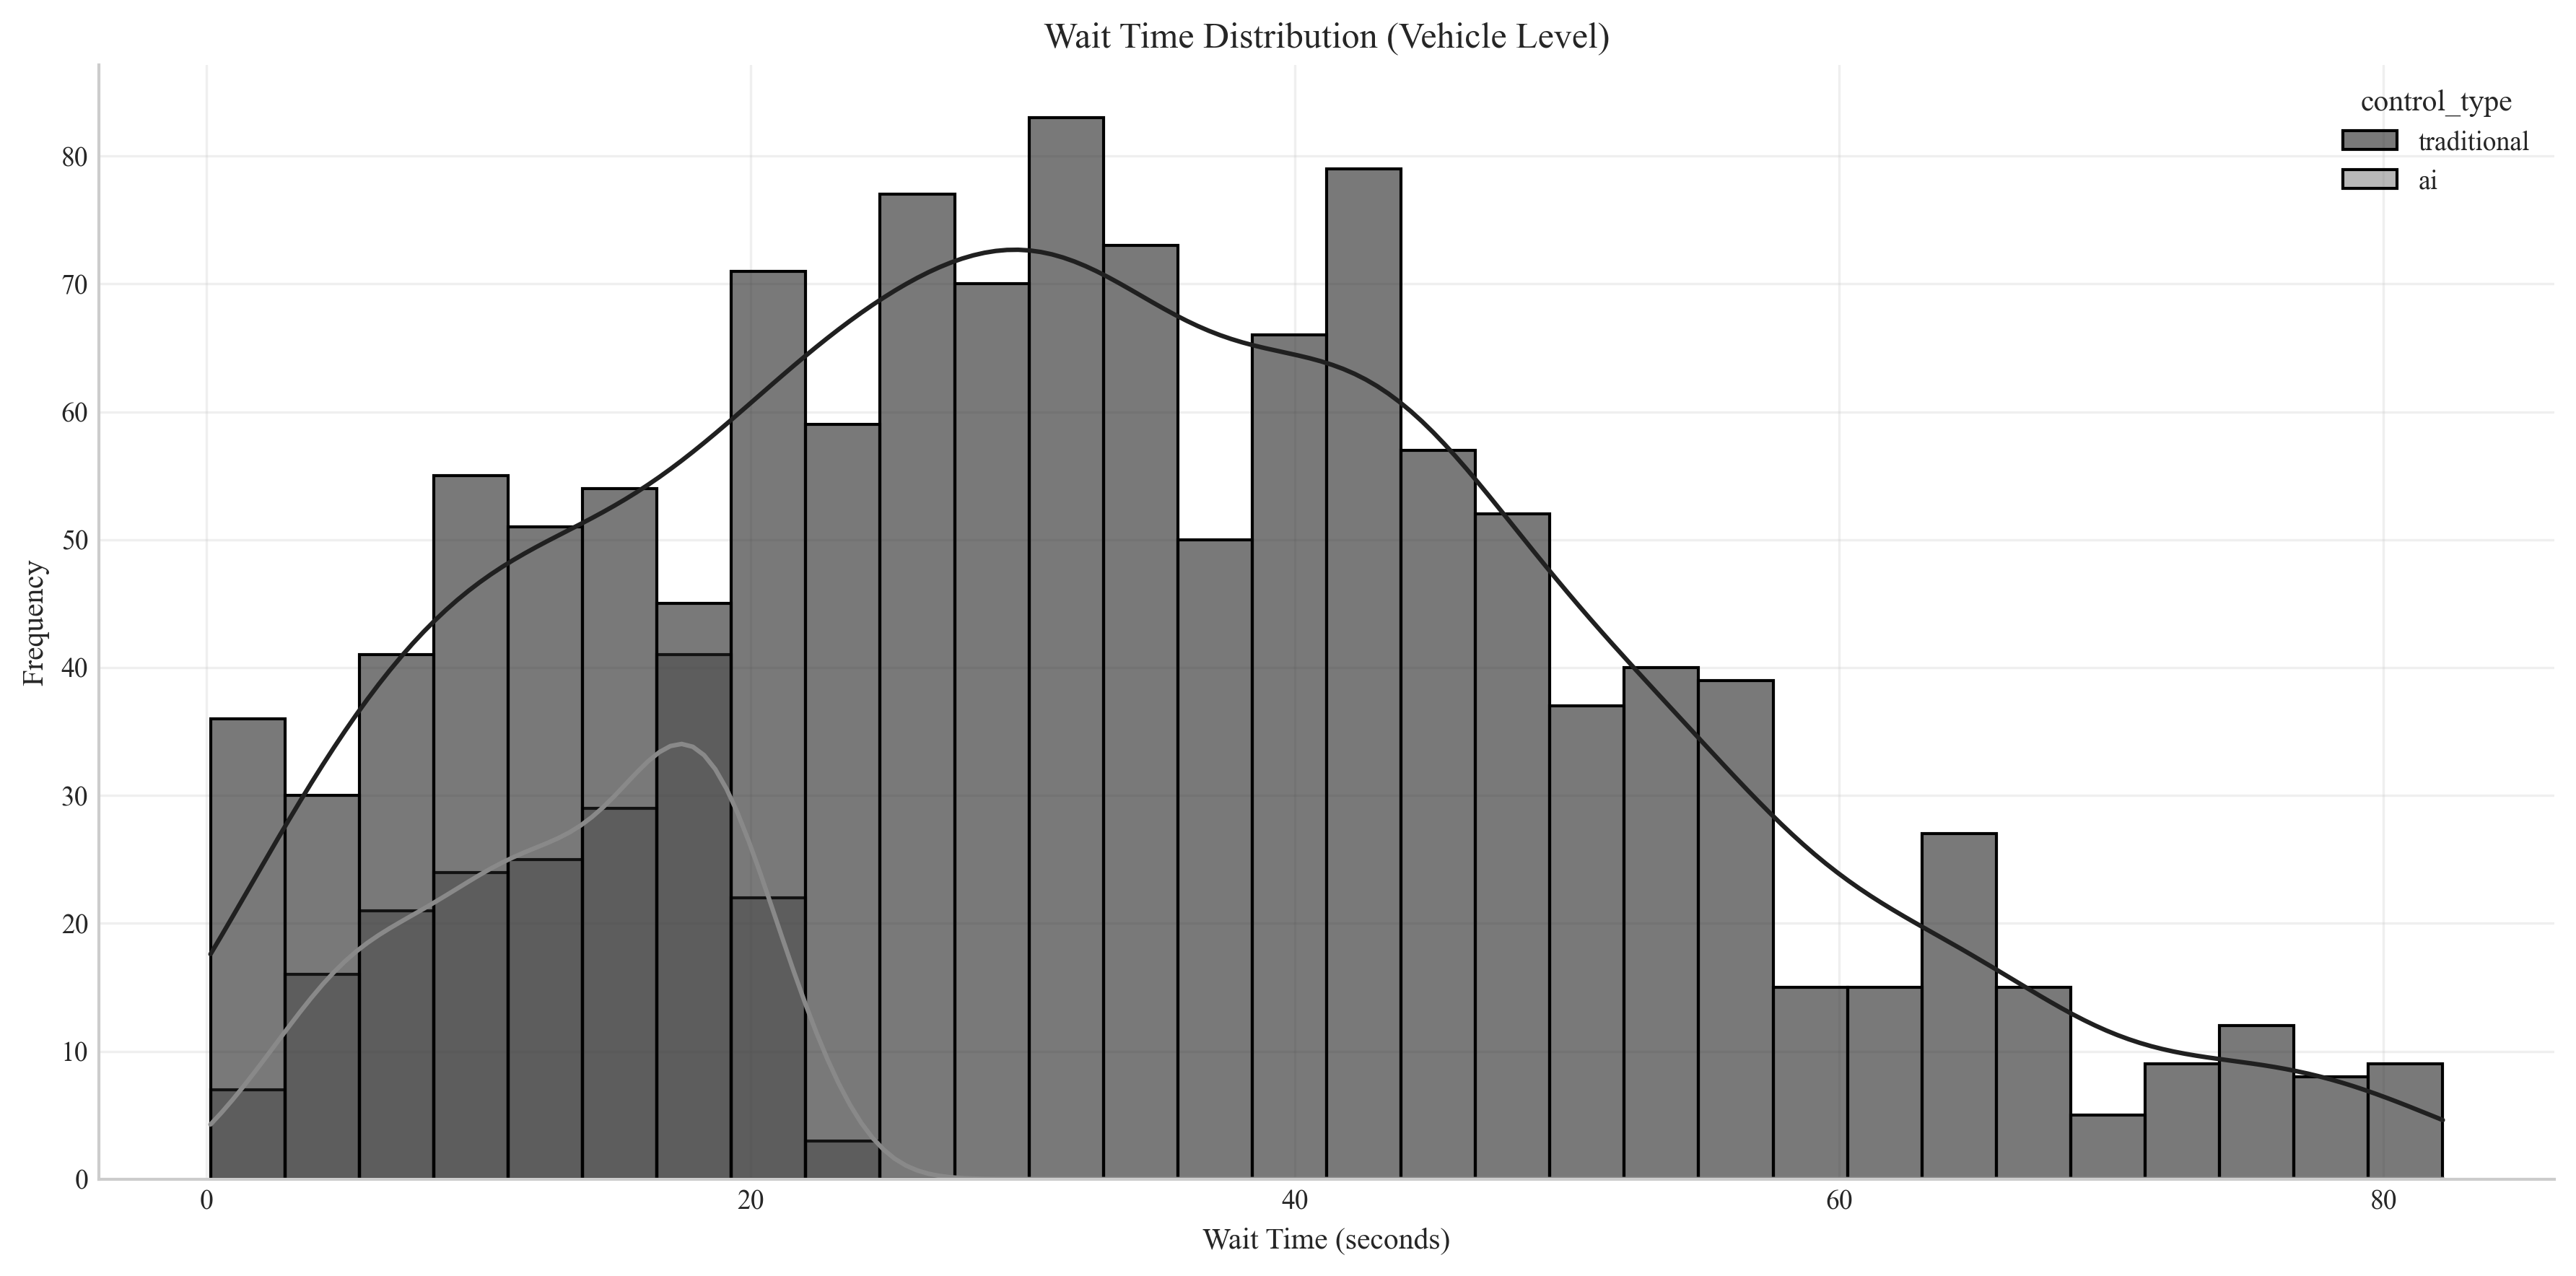 Wait Time Distribution (Vehicle Level)
control_type
traditional
ai
Frequency
80
70
60
50
40
30
20
10
0
0 20 40 60 80
Wait Time (seconds)